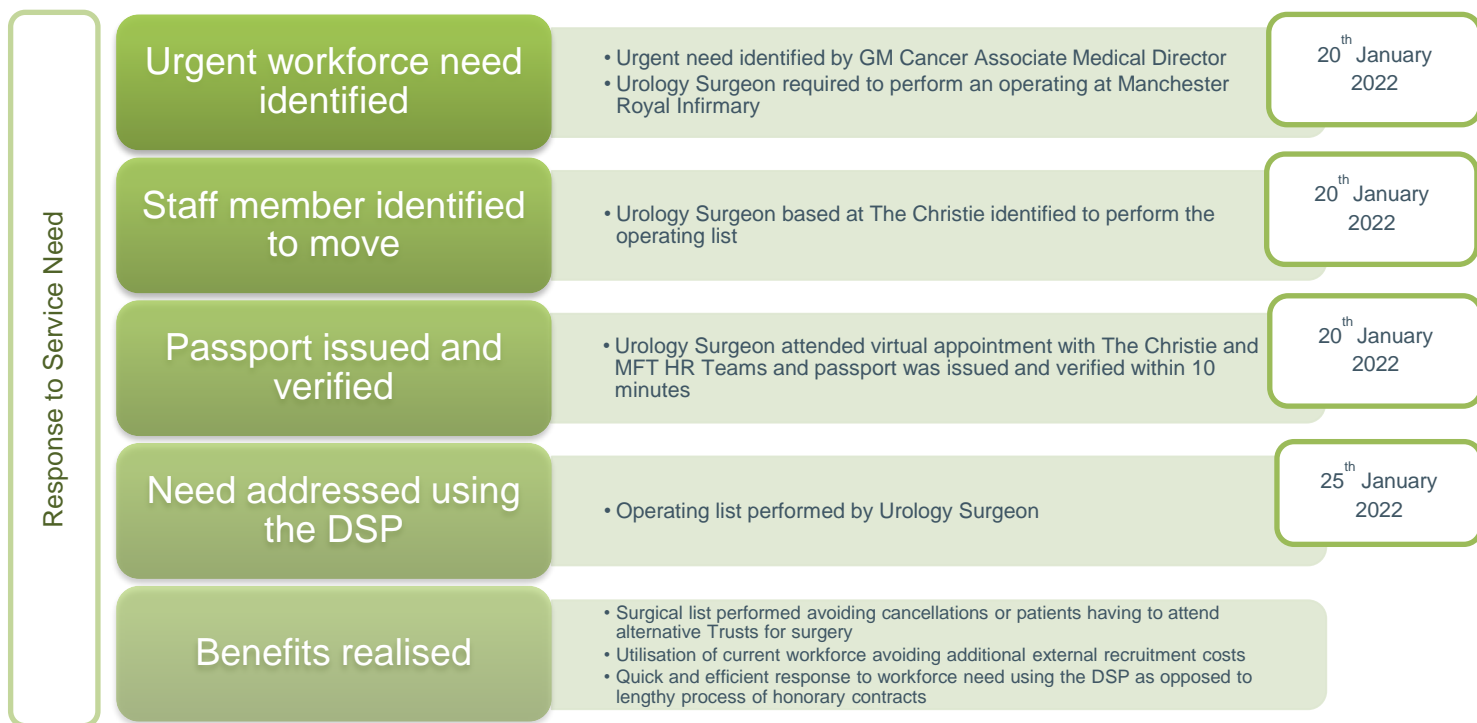 Response to Service Need
Urgent workforce need
identified
• Urgent need identified by GM Cancer Associate Medical Director
• Urology Surgeon required to perform an operating at Manchester
Royal Infirmary
20th January
2022
Staff member identified
to move
• Urology Surgeon based at The Christie identified to perform the
operating list
20th January
2022
Passport issued and
verified
• Urology Surgeon attended virtual appointment with The Christie and
MFT HR Teams and passport was issued and verified within 10
minutes
20th January
2022
Need addressed using
the DSP
• Operating list performed by Urology Surgeon
25th January
2022
Benefits realised
• Surgical list performed avoiding cancellations or patients having to attend
alternative Trusts for surgery
• Utilisation of current workforce avoiding additional external recruitment costs
• Quick and efficient response to workforce need using the DSP as opposed to
lengthy process of honorary contracts